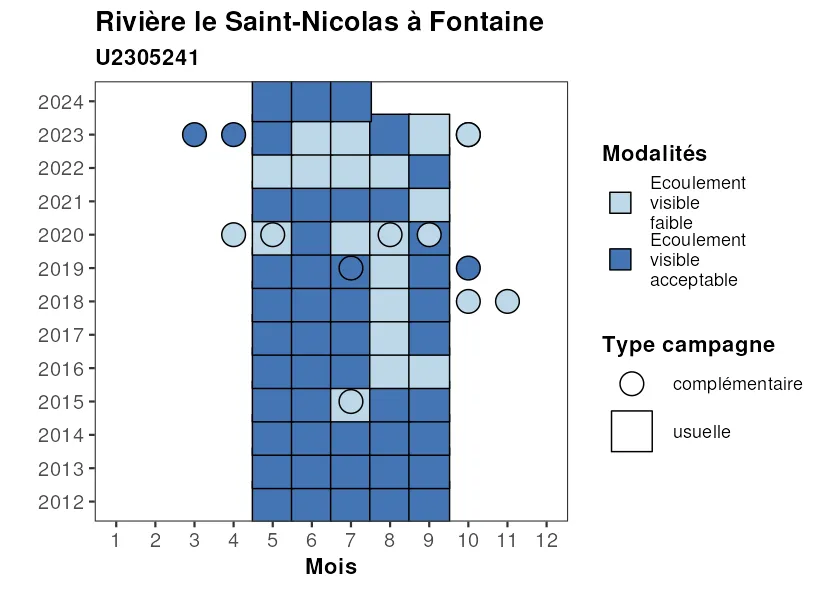 Rivière le Saint-Nicolas à Fontaine
U2305241
2024
2023
2022
2021
2020
2019
2018
2017
2016
2015
2014
2013
2012
1 2 3 4 5 6 7 8 9 10 11 12
Mois
Modalités
Ecoulement
visible
faible
Ecoulement
visible
acceptable
Type campagne
complémentaire
usuelle